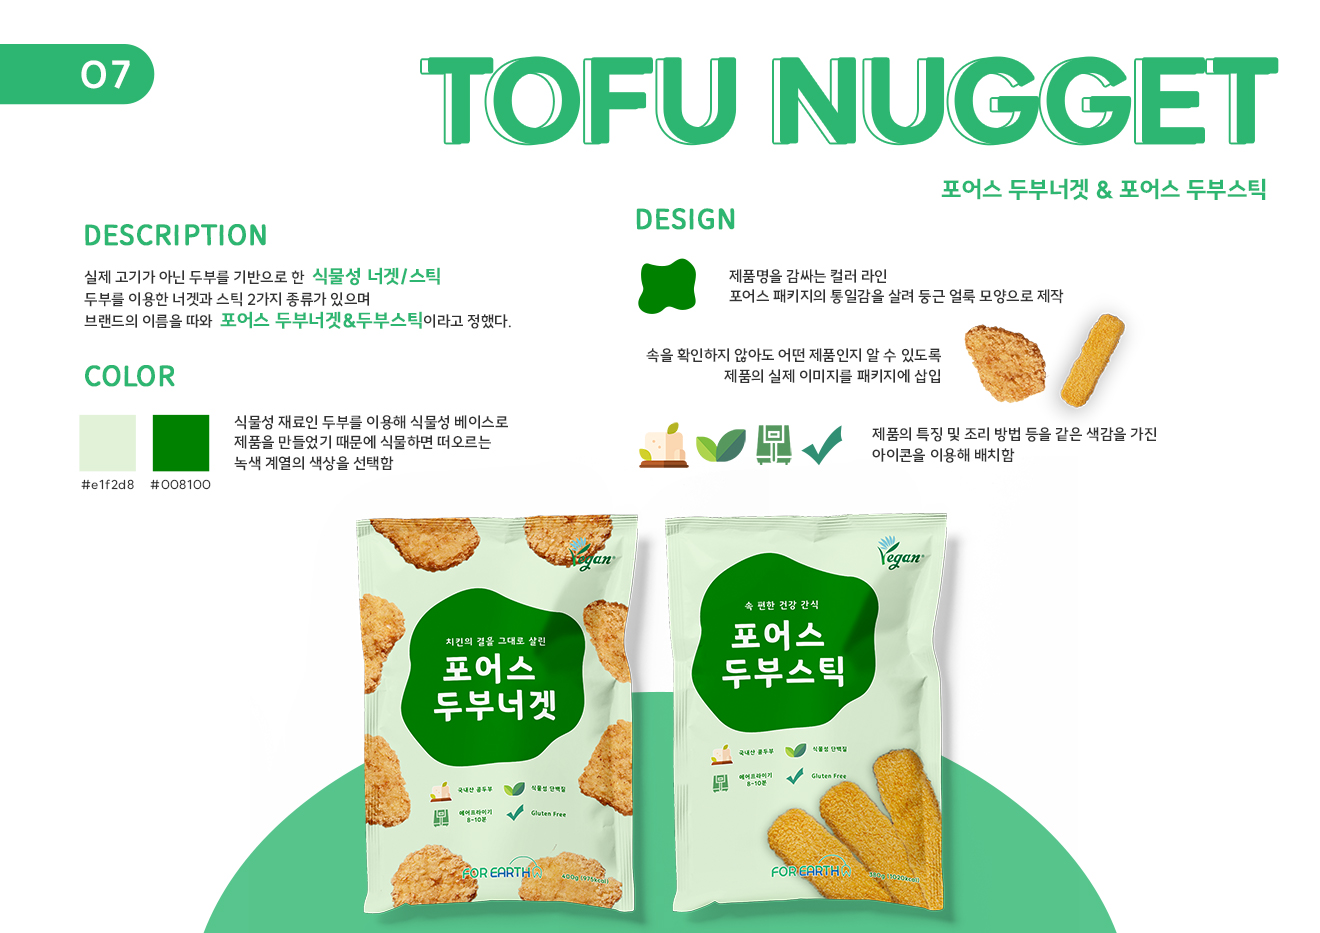 07
TOFU NUGGET
포어스 두부너겟 & 포어스 두부스틱
DESCRIPTION
실제 고기가 아닌 두부를 기반으로 한 식물성 너겟/스틱
두부를 이용한 너겟과 스틱 2가지 종류가 있으며
브랜드의 이름을 따와 포어스 두부너겟&두부스틱이라고 정했다.
COLOR
식물성 재료인 두부를 이용해 식물성 베이스로
제품을 만들었기 때문에 식물하면 떠오르는
녹색 계열의 색상을 선택함
#e1f2d8 #008100
DESIGN
제품명을 감싸는 컬러 라인
포어스 패키지의 통일감을 살려 둥근 얼룩 모양으로 제작
속을 확인하지 않아도 어떤 제품인지 알 수 있도록
제품의 실제 이미지를 패키지에 삽입
제품의 특징 및 조리 방법 등을 같은 색감을 가진
아이콘을 이용해 배치함
Vegan
치킨의 결을 그대로 살린
포어스
두부너겟
국내산 콩두부
식물성 단백질
에어프라이기
8-10분
Gluten Free
FOR EARTH
400g (975kcal)
Vegan
속 편한 건강 간식
포어스
두부스틱
국내산 콩두부
식물성 단백질
에어프라이기
8-10분
Gluten Free
FOR EARTH